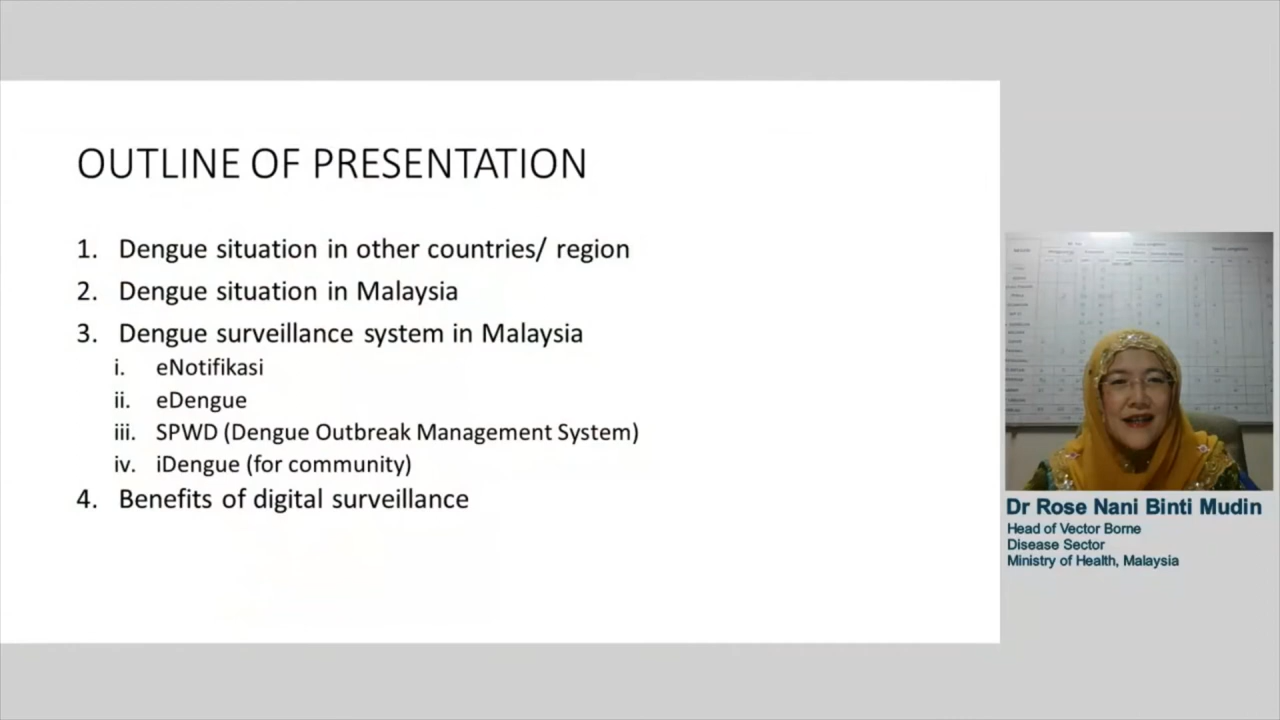 OUTLINE OF PRESENTATION
1. Dengue situation in other countries/ region
2. Dengue situation in Malaysia
3. Dengue surveillance system in Malaysia
i. eNotifikasi
ii. eDengue
iii. SPWD (Dengue Outbreak Management System)
iv. iDengue (for community)
4. Benefits of digital surveillance
Dr Rose Nani Binti Mudin
Head of Vector Borne
Disease Sector
Ministry of Health, Malaysia